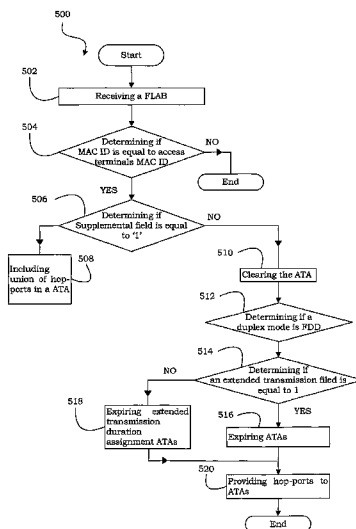 500
Start
502
Receiving a FLAB
504
Determining if
MAC ID is equal to access
terminals MAC ID
NO
End
YES
506
Determining if
Supplemental field is equal
to '1'
NO
508
Including
union of hop-
ports in a ATA
510
Clearing the ATA
512
Determining if a
duplex mode is FDD
514
Determining if
an extended transmission filed is
equal to 1
NO
YES
518
Expiring extended
transmission
duration
assignment ATAs
516
Expiring ATAs
520
Providing hop-ports to
ATAs
End